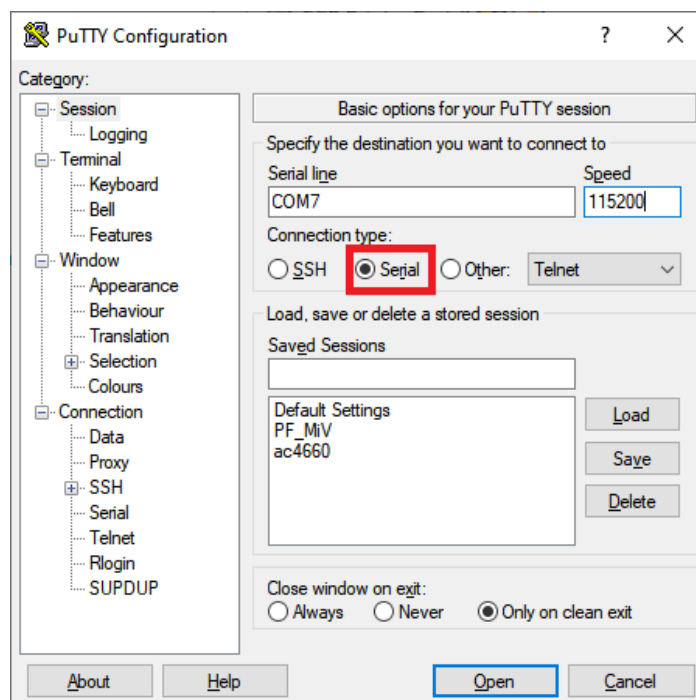 PuTTY Configuration
?
Category:
Session
Logging
Terminal
Keyboard
Bell
Features
Window
Appearance
Behaviour
Translation
Selection
Colours
Connection
Data
Proxy
SSH
Serial
Telnet
Rlogin
SUPDUP
Basic options for your PuTTY session
Specify the destination you want to connect to
Serial line Speed
COM7 115200
Connection type:
SSH Serial Other: Telnet
Load, save or delete a stored session
Saved Sessions
Default Settings
PF_MiV
ac4660
Load
Save
Delete
Close window on exit:
Always Never Only on clean exit
About Help Open Cancel